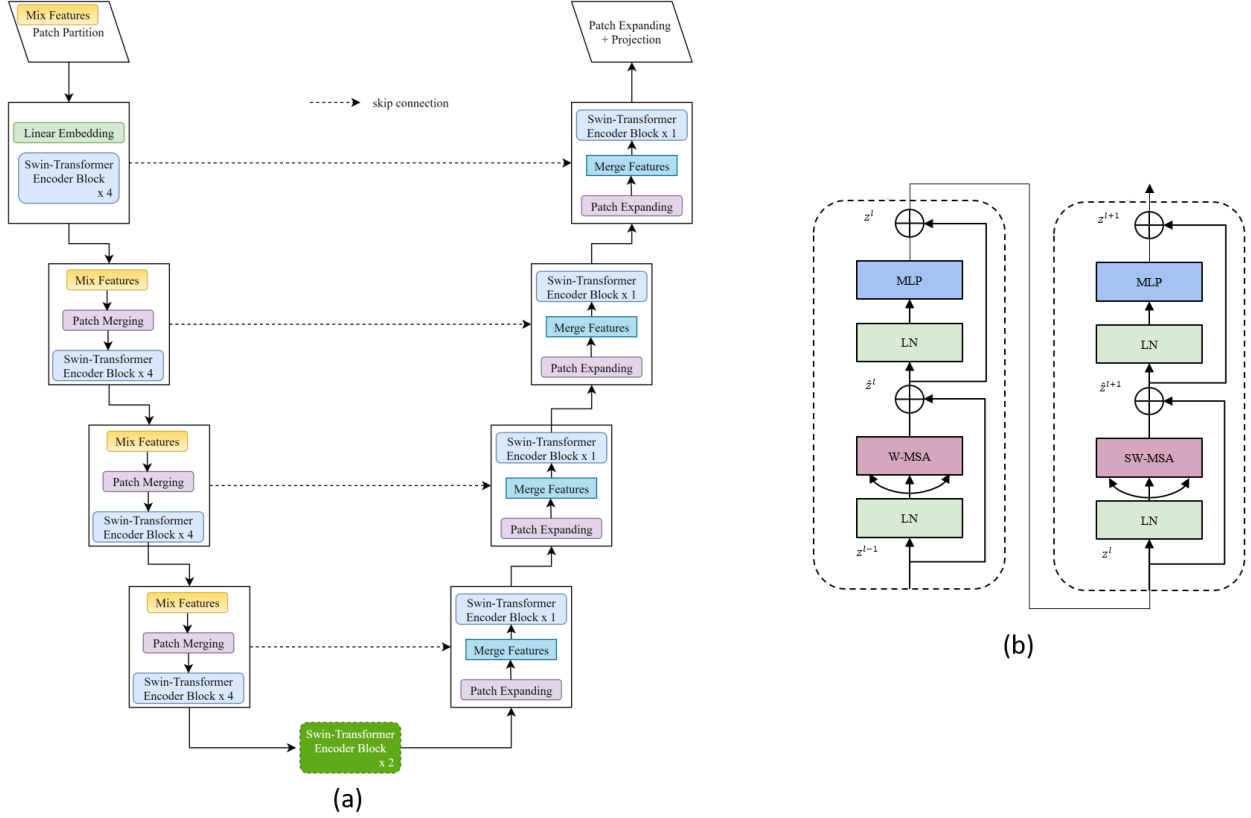 Mix Features
Patch Partition
Patch Expanding
+ Projection
skip connection
Linear Embedding
Swin-Transformer
Encoder Block
x 4
Swin-Transformer
Encoder Block x 1
Merge Features
Patch Expanding
Mix Features
Patch Merging
Swin-Transformer
Encoder Block x 4
Swin-Transformer
Encoder Block x 1
Merge Features
Patch Expanding
Mix Features
Patch Merging
Swin-Transformer
Encoder Block x 4
Swin-Transformer
Encoder Block x 1
Merge Features
Patch Expanding
Mix Features
Patch Merging
Swin-Transformer
Encoder Block x 4
Swin-Transformer
Encoder Block x 1
Merge Features
Patch Expanding
Swin-Transformer
Encoder Block
x 2
(a)
z^l
MLP
LN
ẑ^l
W-MSA
LN
z^{l-1}
z^{l+1}
MLP
LN
ẑ^{l+1}
SW-MSA
LN
z^l
(b)